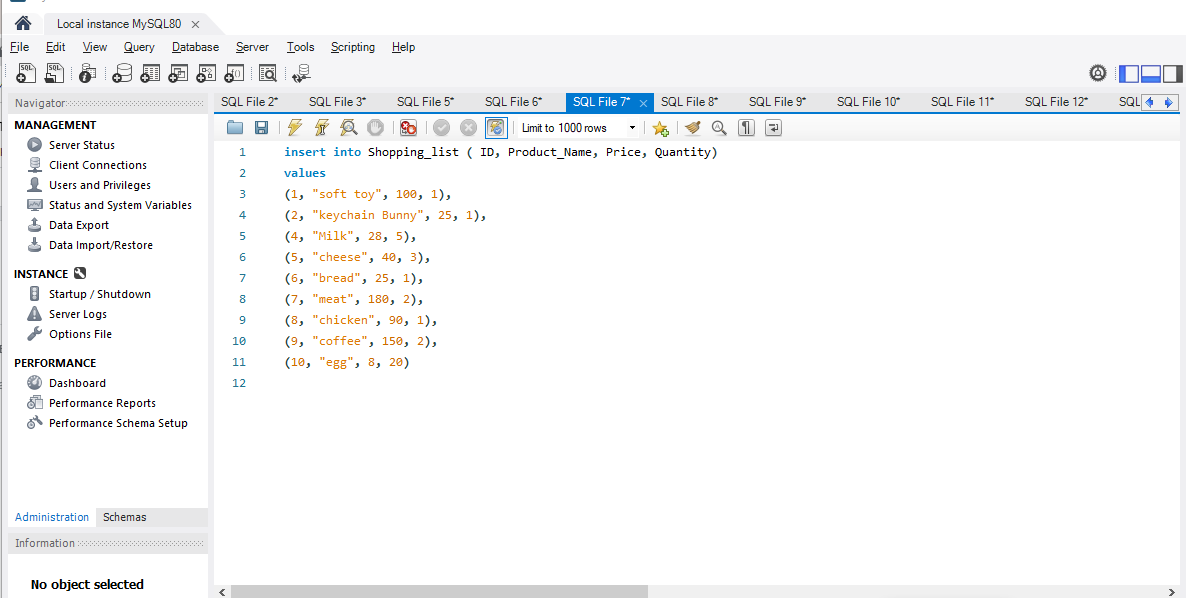 Local instance MySQL80
File Edit View Query Database Server Tools Scripting Help
Navigator
MANAGEMENT
Server Status
Client Connections
Users and Privileges
Status and System Variables
Data Export
Data Import/Restore
INSTANCE
Startup / Shutdown
Server Logs
Options File
PERFORMANCE
Dashboard
Performance Reports
Performance Schema Setup
Administration Schemas
Information
No object selected
SQL File 2* SQL File 3* SQL File 5* SQL File 6* SQL File 7* SQL File 8* SQL File 9* SQL File 10* SQL File 11* SQL File 12* SQL
Limit to 1000 rows
1 insert into Shopping_list ( ID, Product_Name, Price, Quantity)
2 values
3 (1, "soft toy", 100, 1),
4 (2, "keychain Bunny", 25, 1),
5 (4, "Milk", 28, 5),
6 (5, "cheese", 40, 3),
7 (6, "bread", 25, 1),
8 (7, "meat", 180, 2),
9 (8, "chicken", 90, 1),
10 (9, "coffee", 150, 2),
11 (10, "egg", 8, 20)
12